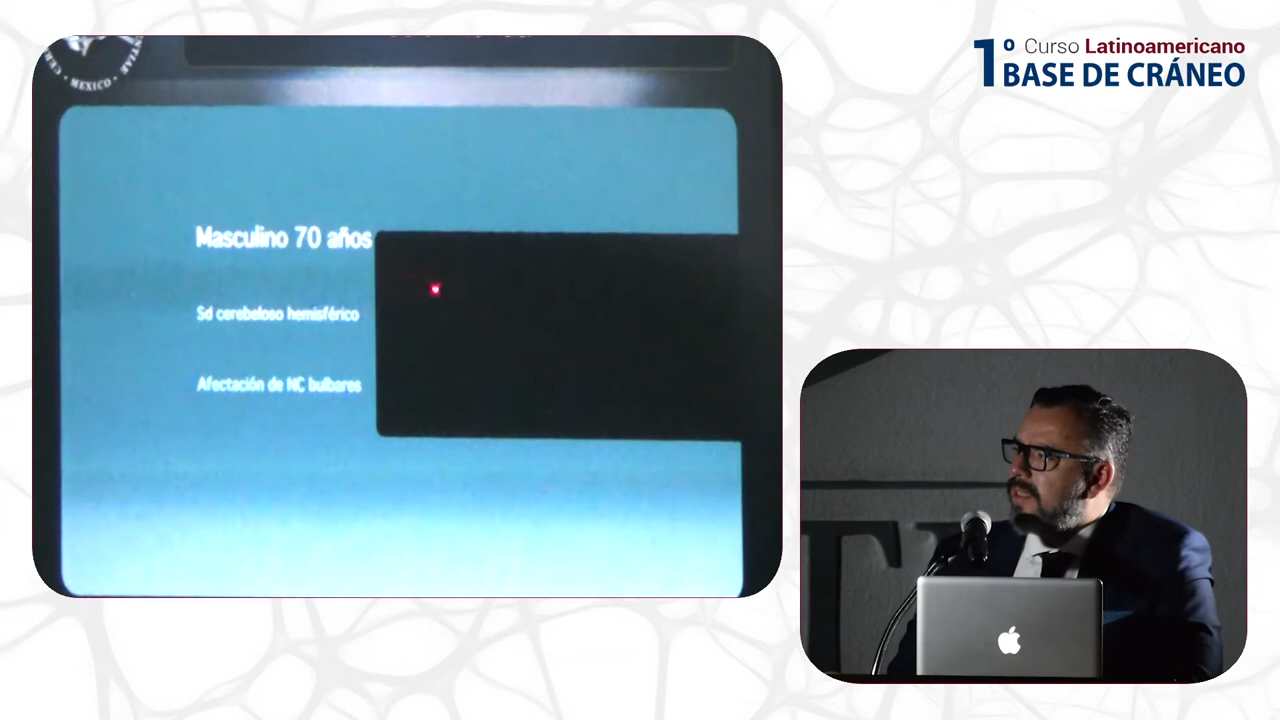 1º Curso Latinoamericano
BASE DE CRÁNEO
MEXICO
Masculino 70 años
Sd cerebeloso hemisférico
Afectación de NC bulbares